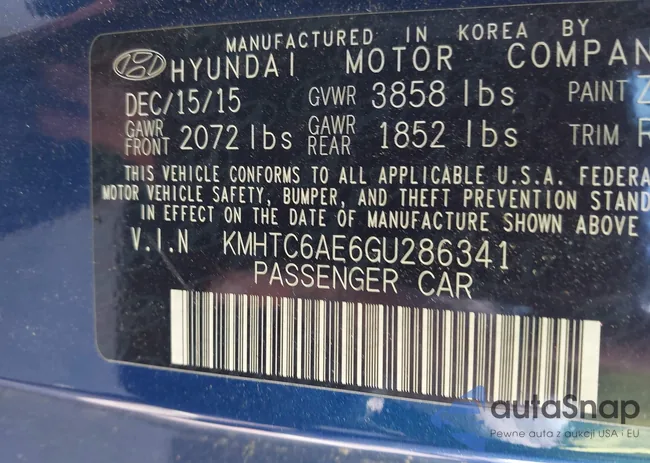 MANUFACTURED IN KOREA BY
HYUNDAI MOTOR COMPAN
DEC/15/15 GVWR 3858 lbs PAINT Z
GAWR FRONT 2072 lbs GAWR REAR 1852 lbs TRIM R
THIS VEHICLE CONFORMS TO ALL APPLICABLE U.S.A. FEDERA
MOTOR VEHICLE SAFETY, BUMPER, AND THEFT PREVENTION STAND
IN EFFECT ON THE DATE OF MANUFACTURE SHOWN ABOVE
V.I.N KMHTC6AE6GU286341
PASSENGER CAR
autaSnap
Pewne auta z aukcji USA · EU